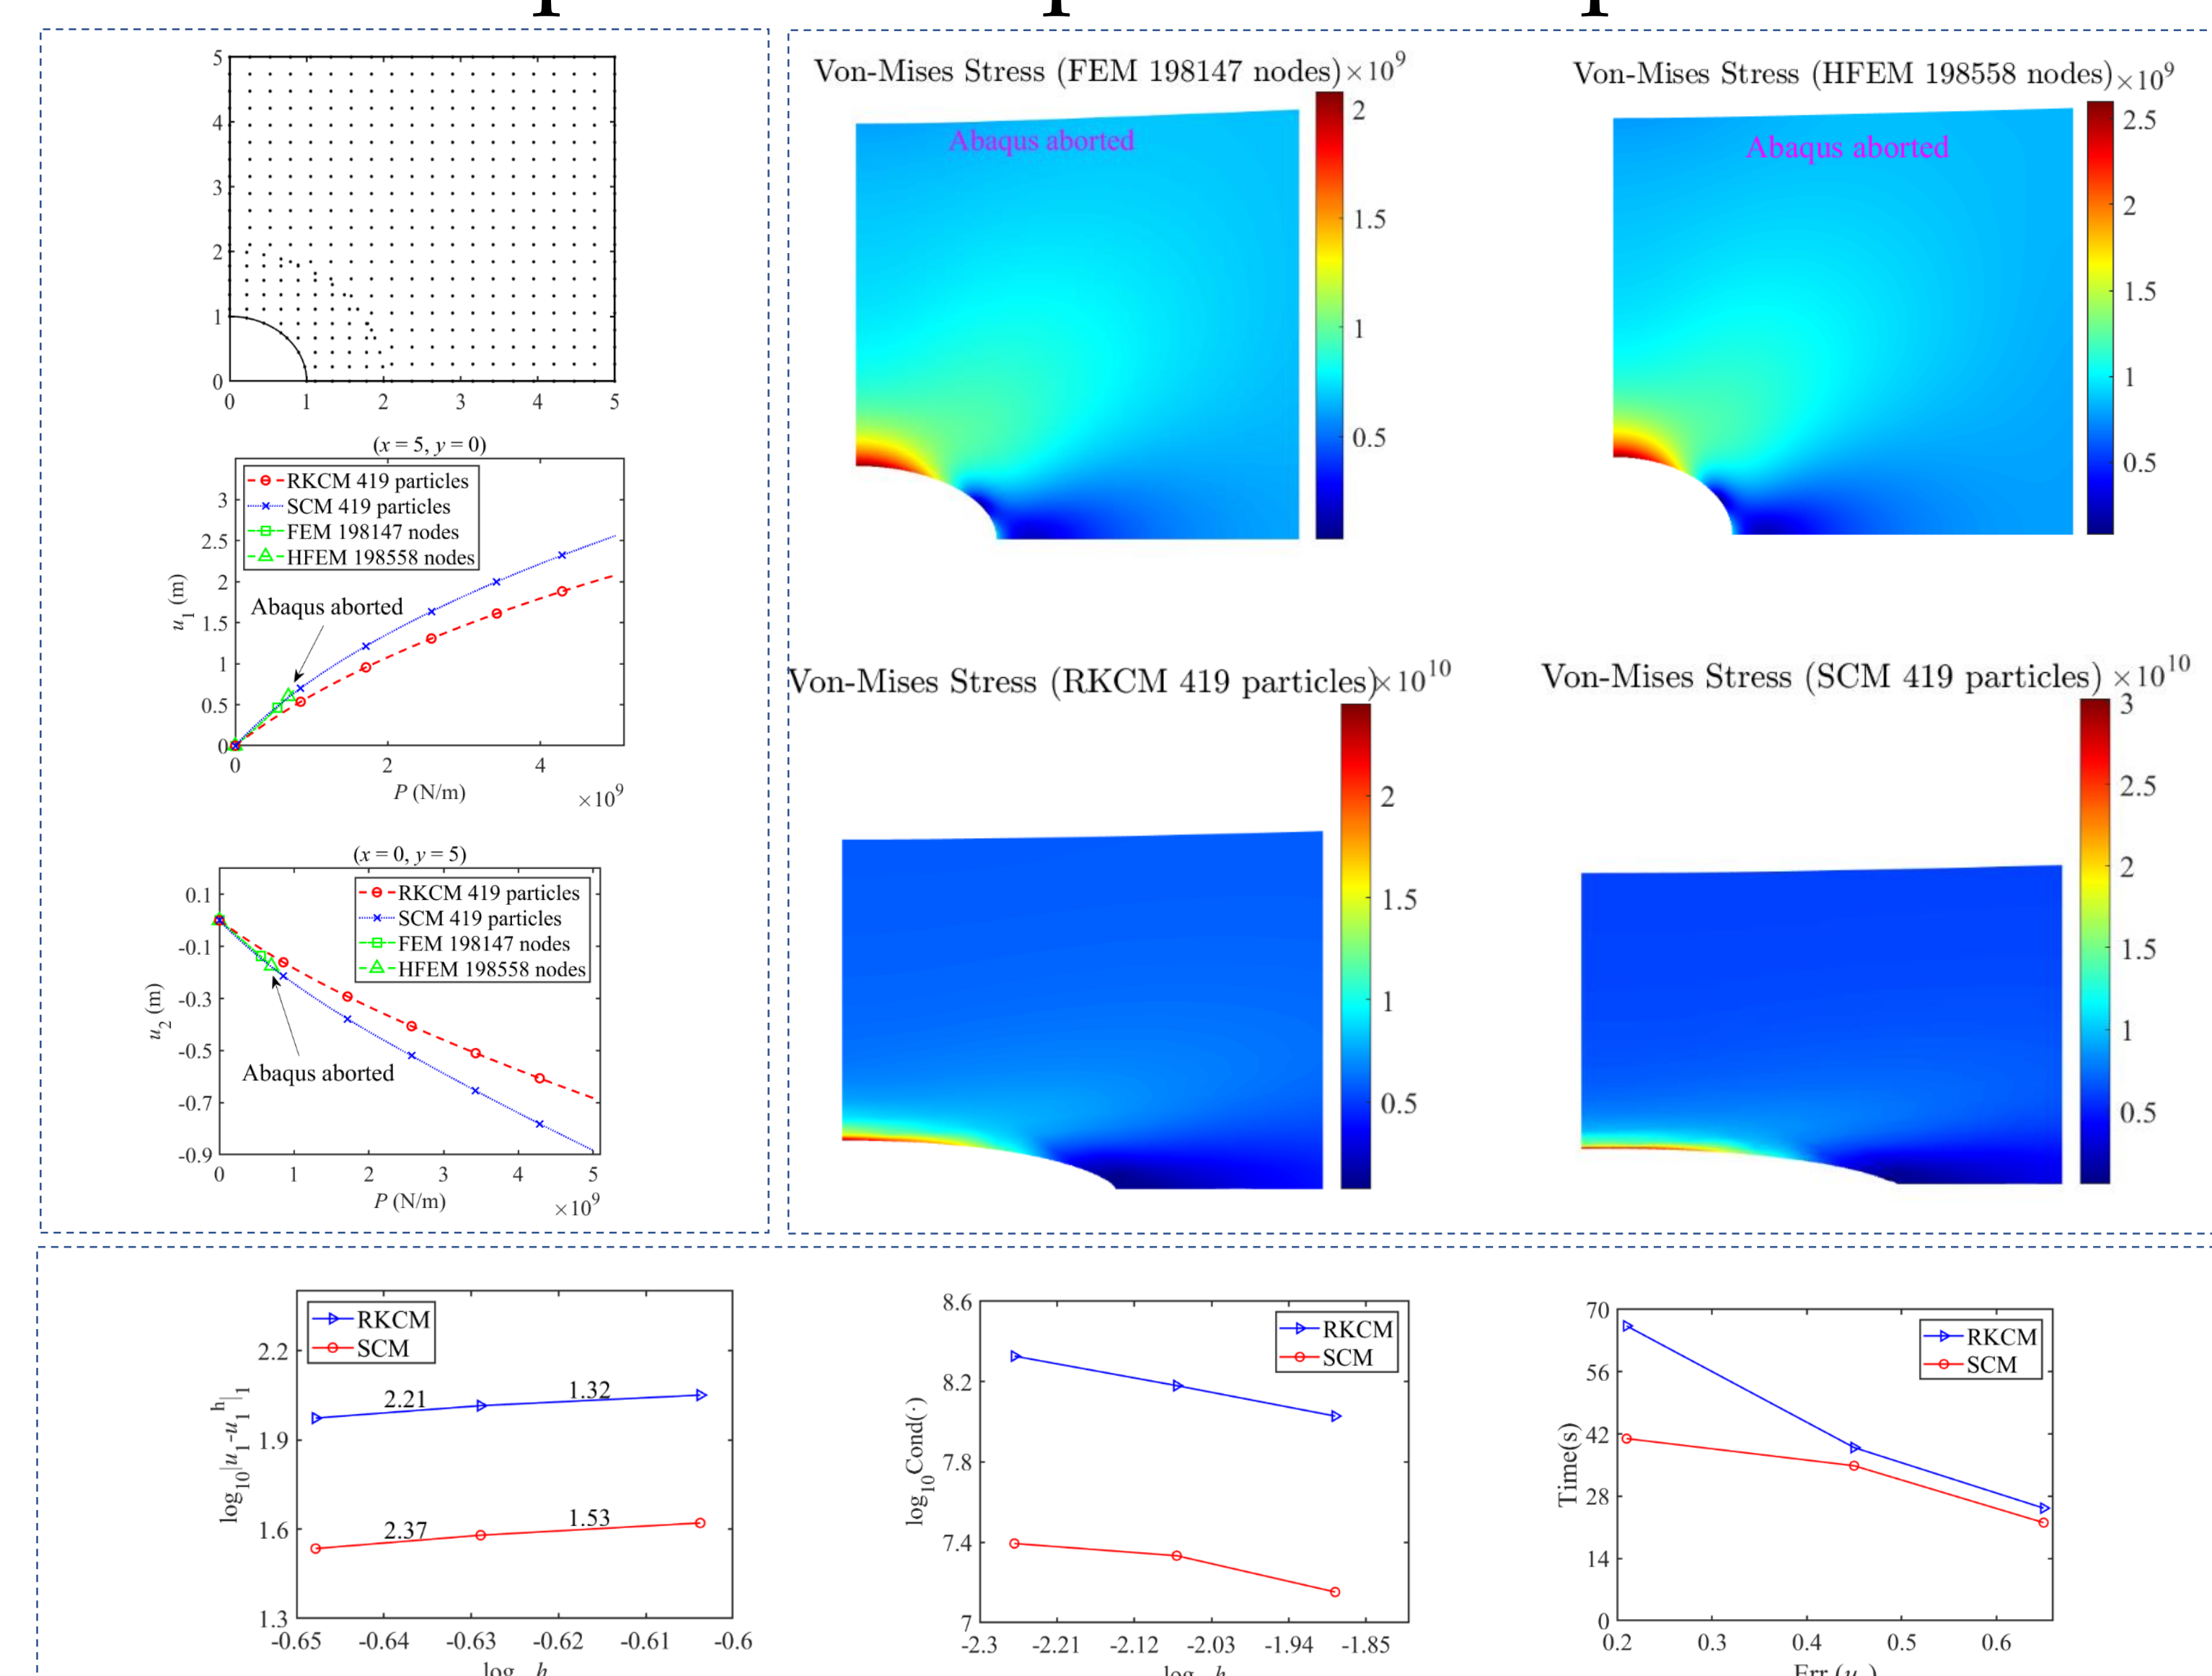 5
4
3
2
1
0
0 1 2 3 4 5
(x = 5, y = 0)
RKCM 419 particles
SCM 419 particles
FEM 198147 nodes
HFEM 198558 nodes
Abaqus aborted
3
2.5
2
1.5
1
0.5
0
u1 (m)
0 2 4
P (N/m)
×10^9
(x = 0, y = 5)
RKCM 419 particles
SCM 419 particles
FEM 198147 nodes
HFEM 198558 nodes
Abaqus aborted
0.1
-0.1
-0.3
-0.5
-0.7
-0.9
u2 (m)
0 1 2 3 4 5
P (N/m)
×10^9
Von-Mises Stress (FEM 198147 nodes)×10^9
Abaqus aborted
2
1.5
1
0.5
Von-Mises Stress (HFEM 198558 nodes)×10^9
Abaqus aborted
2.5
2
1.5
1
0.5
Von-Mises Stress (RKCM 419 particles)×10^10
2
1.5
1
0.5
Von-Mises Stress (SCM 419 particles) ×10^10
3
2.5
2
1.5
1
0.5
RKCM
SCM
2.21 1.32
2.37 1.53
2.2
1.9
1.6
1.3
log10|u1-u1^h|1
-0.65 -0.64 -0.63 -0.62 -0.61 -0.6
RKCM
SCM
8.6
8.2
7.8
7.4
7
log10Cond(·)
-2.3 -2.21 -2.12 -2.03 -1.94 -1.85
RKCM
SCM
70
56
42
28
14
0
Time(s)
0.2 0.3 0.4 0.5 0.6